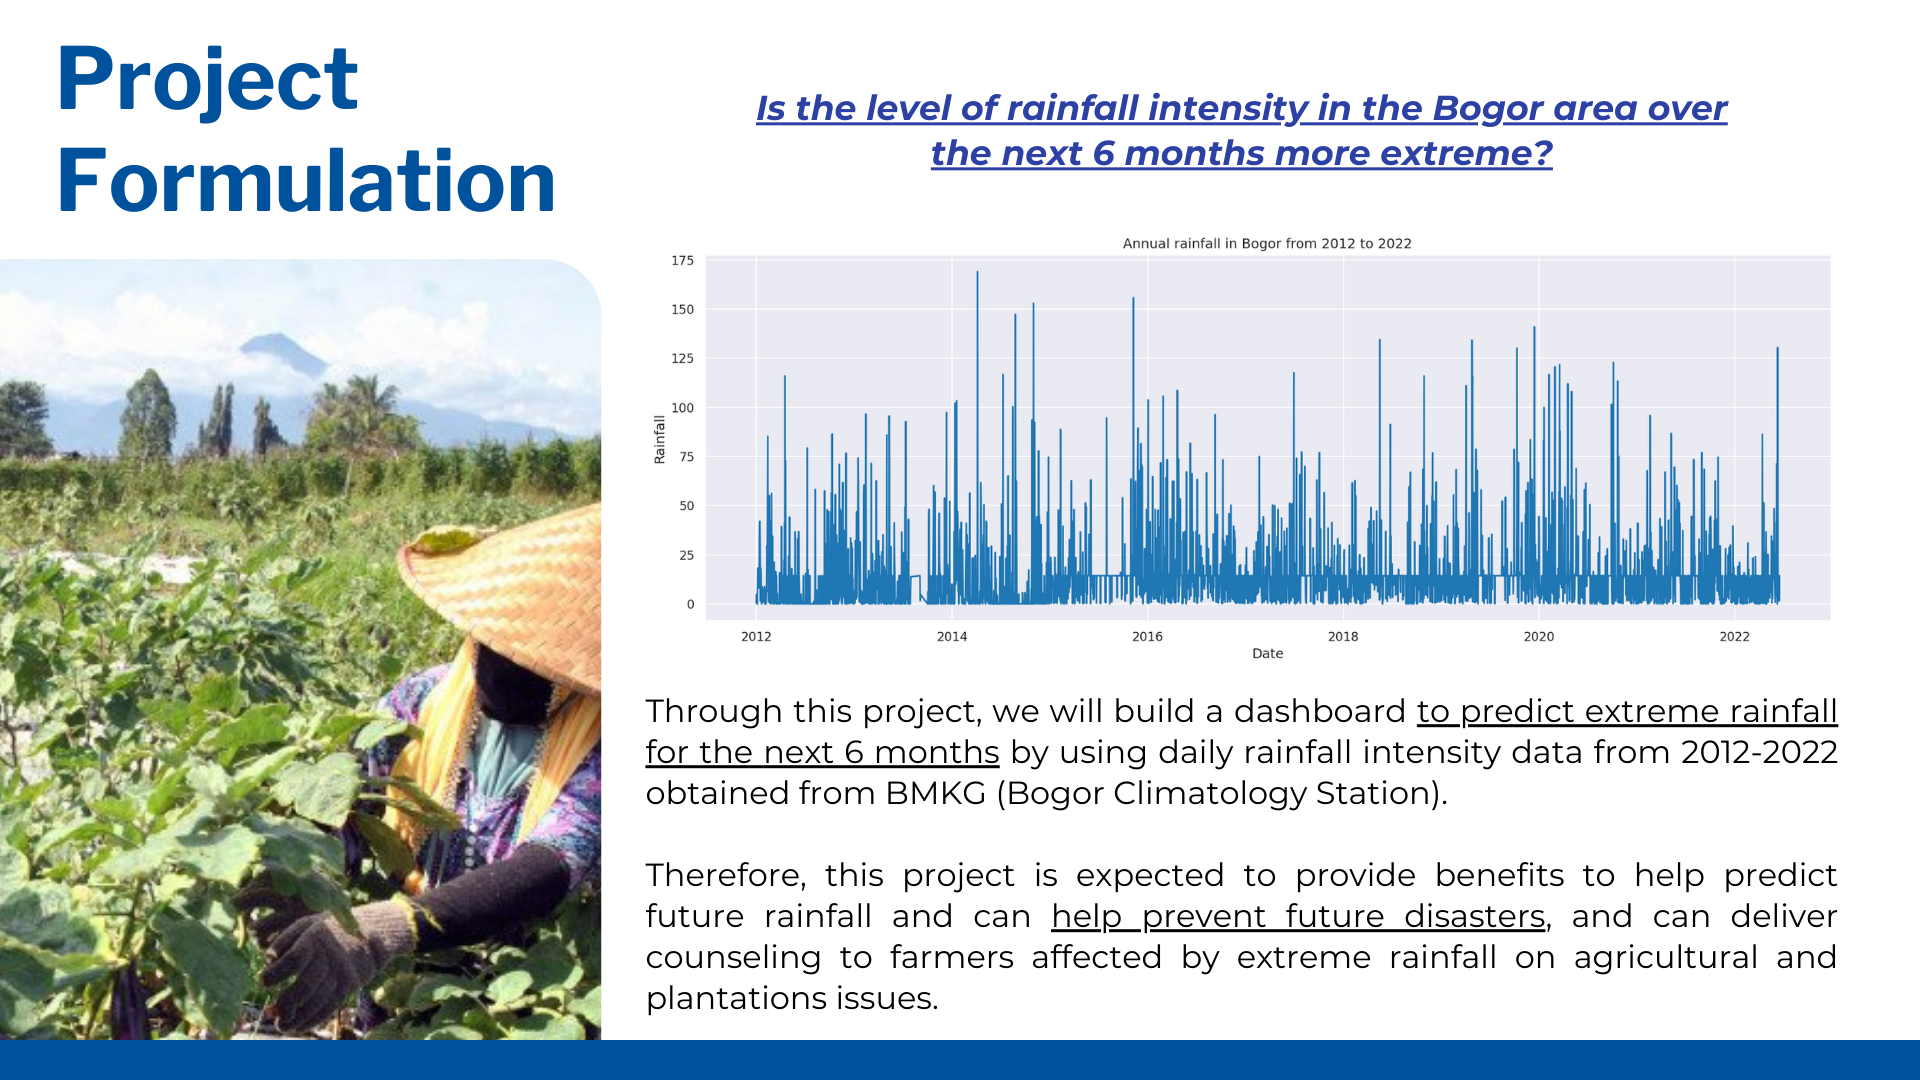 Project
Formulation
Is the level of rainfall intensity in the Bogor area over
the next 6 months more extreme?
Annual rainfall in Bogor from 2012 to 2022
175
150
125
100
75
50
25
0
Rainfall
2012 2014 2016 2018 2020 2022
Date
Through this project, we will build a dashboard to predict extreme rainfall
for the next 6 months by using daily rainfall intensity data from 2012-2022
obtained from BMKG (Bogor Climatology Station).
Therefore, this project is expected to provide benefits to help predict
future rainfall and can help prevent future disasters, and can deliver
counseling to farmers affected by extreme rainfall on agricultural and
plantations issues.